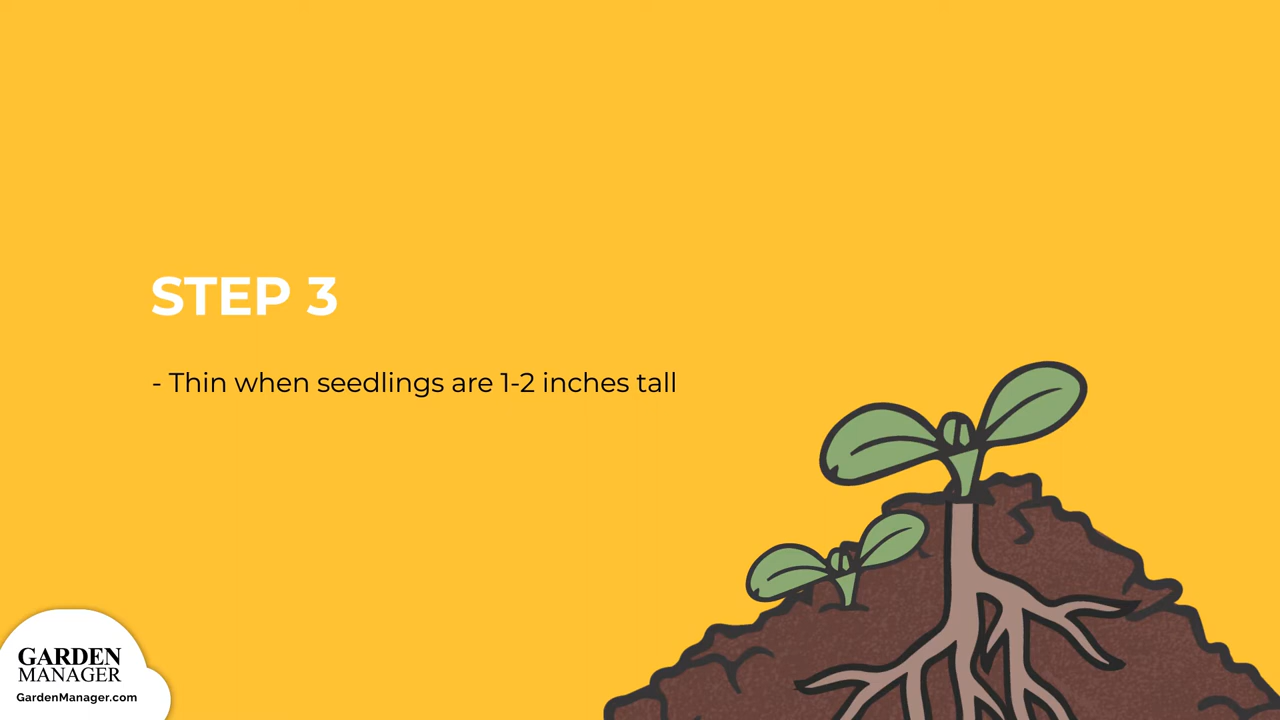 STEP 3
- Thin when seedlings are 1-2 inches tall
GARDEN
MANAGER
GardenManager.com